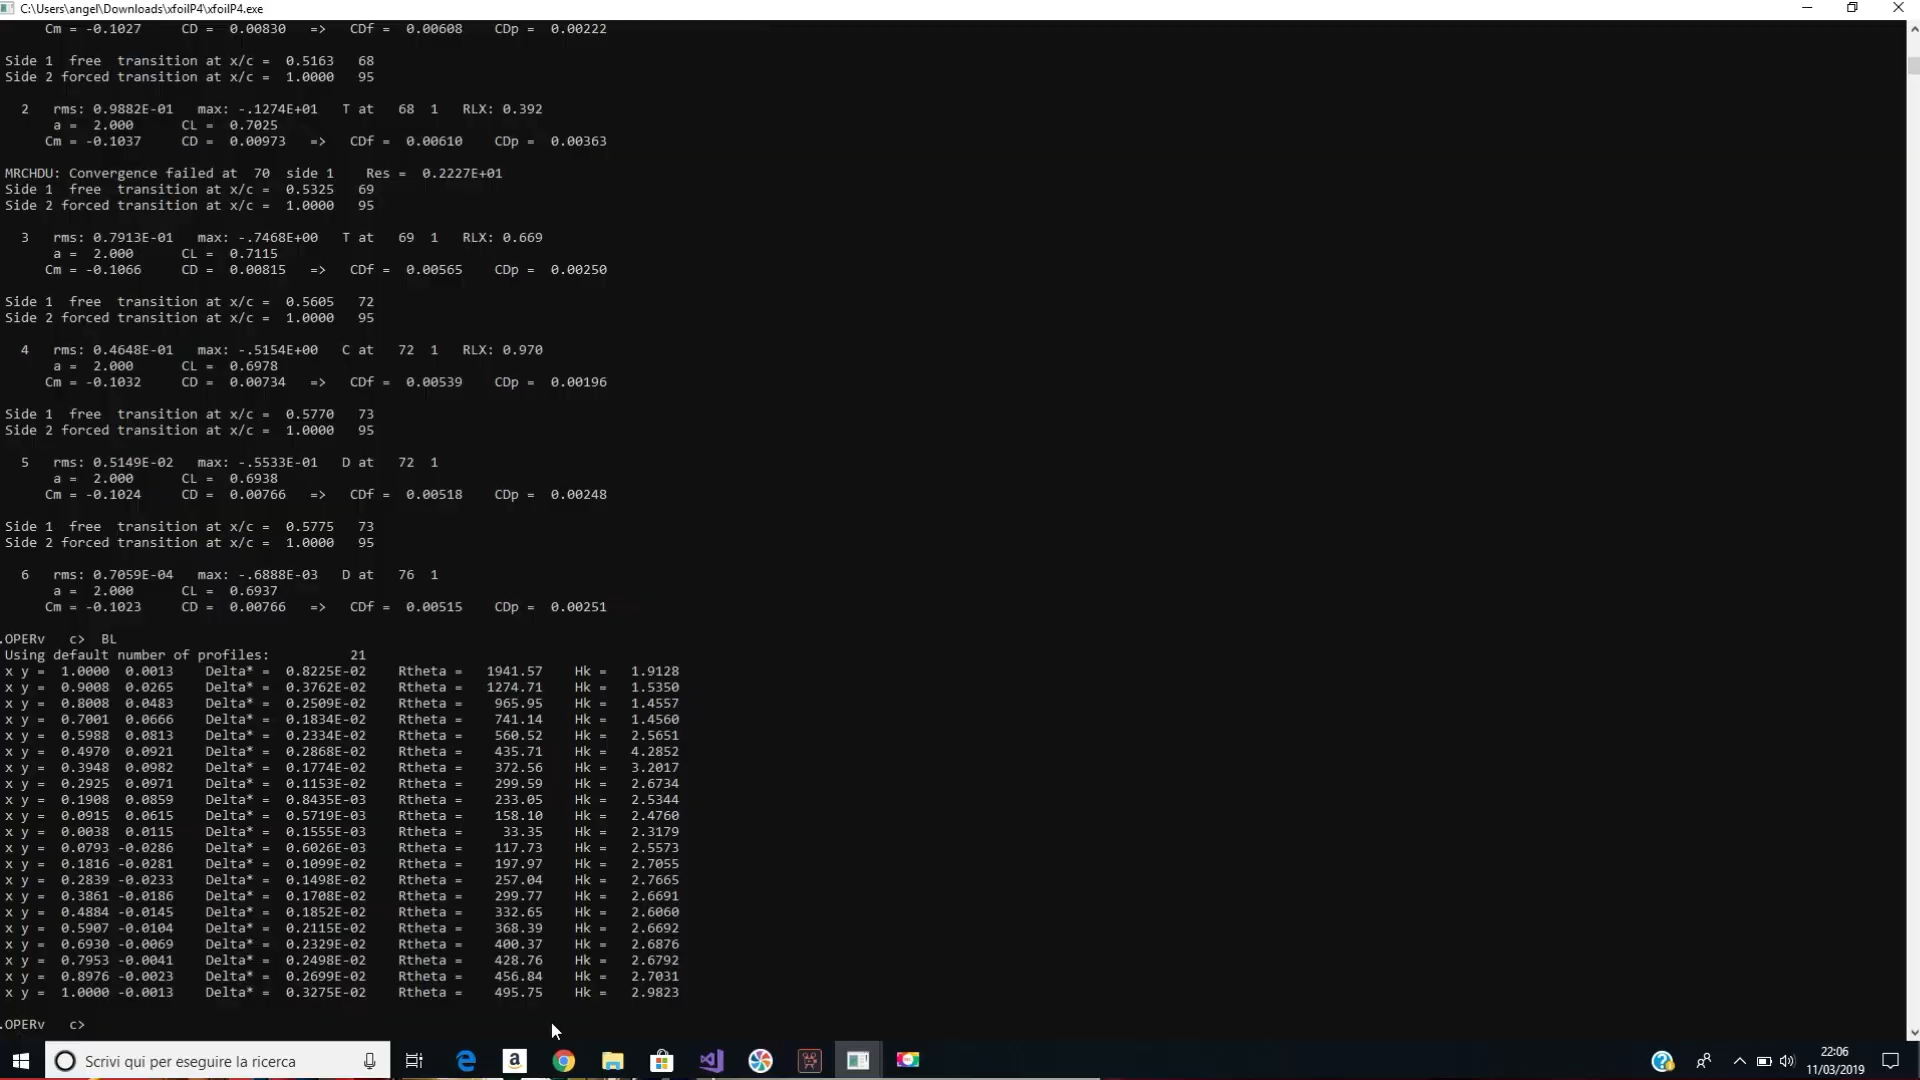 C:\Users\angel\Downloads\xfoilP4\xfoilP4.exe
Cm = -0.1027 CD = 0.00830 => CDf = 0.00608 CDp = 0.00222
Side 1 free transition at x/c = 0.5163 68
Side 2 forced transition at x/c = 1.0000 95
2 rms: 0.9882E-01 max: -.1274E+01 T at 68 1 RLX: 0.392
a = 2.000 CL = 0.7025
Cm = -0.1037 CD = 0.00973 => CDf = 0.00610 CDp = 0.00363
MRCHDU: Convergence failed at 70 side 1 Res = 0.2227E+01
Side 1 free transition at x/c = 0.5325 69
Side 2 forced transition at x/c = 1.0000 95
3 rms: 0.7913E-01 max: -.7468E+00 T at 69 1 RLX: 0.669
a = 2.000 CL = 0.7115
Cm = -0.1066 CD = 0.00815 => CDf = 0.00565 CDp = 0.00250
Side 1 free transition at x/c = 0.5605 72
Side 2 forced transition at x/c = 1.0000 95
4 rms: 0.4648E-01 max: -.5154E+00 C at 72 1 RLX: 0.970
a = 2.000 CL = 0.6978
Cm = -0.1032 CD = 0.00734 => CDf = 0.00539 CDp = 0.00196
Side 1 free transition at x/c = 0.5770 73
Side 2 forced transition at x/c = 1.0000 95
5 rms: 0.5149E-02 max: -.5533E-01 D at 72 1
a = 2.000 CL = 0.6938
Cm = -0.1024 CD = 0.00766 => CDf = 0.00518 CDp = 0.00248
Side 1 free transition at x/c = 0.5775 73
Side 2 forced transition at x/c = 1.0000 95
6 rms: 0.7059E-04 max: -.6888E-03 D at 76 1
a = 2.000 CL = 0.6937
Cm = -0.1023 CD = 0.00766 => CDf = 0.00515 CDp = 0.00251
.OPERv c> BL
Using default number of profiles: 21
x y = 1.0000 0.0013 Delta* = 0.8225E-02 Rtheta = 1941.57 Hk = 1.9128
x y = 0.9008 0.0265 Delta* = 0.3762E-02 Rtheta = 1274.71 Hk = 1.5350
x y = 0.8008 0.0483 Delta* = 0.2509E-02 Rtheta = 965.95 Hk = 1.4557
x y = 0.7001 0.0666 Delta* = 0.1834E-02 Rtheta = 741.14 Hk = 1.4560
x y = 0.5988 0.0813 Delta* = 0.2334E-02 Rtheta = 560.52 Hk = 2.5651
x y = 0.4970 0.0921 Delta* = 0.2868E-02 Rtheta = 435.71 Hk = 4.2852
x y = 0.3948 0.0982 Delta* = 0.1774E-02 Rtheta = 372.56 Hk = 3.2017
x y = 0.2925 0.0971 Delta* = 0.1153E-02 Rtheta = 299.59 Hk = 2.6734
x y = 0.1908 0.0859 Delta* = 0.8435E-03 Rtheta = 233.05 Hk = 2.5344
x y = 0.0915 0.0615 Delta* = 0.5719E-03 Rtheta = 158.10 Hk = 2.4760
x y = 0.0038 0.0115 Delta* = 0.1555E-03 Rtheta = 33.35 Hk = 2.3179
x y = 0.0793 -0.0286 Delta* = 0.6026E-03 Rtheta = 117.73 Hk = 2.5573
x y = 0.1816 -0.0281 Delta* = 0.1099E-02 Rtheta = 197.97 Hk = 2.7055
x y = 0.2839 -0.0233 Delta* = 0.1498E-02 Rtheta = 257.04 Hk = 2.7665
x y = 0.3861 -0.0186 Delta* = 0.1708E-02 Rtheta = 299.77 Hk = 2.6691
x y = 0.4884 -0.0145 Delta* = 0.1852E-02 Rtheta = 332.65 Hk = 2.6060
x y = 0.5907 -0.0104 Delta* = 0.2115E-02 Rtheta = 368.39 Hk = 2.6692
x y = 0.6930 -0.0069 Delta* = 0.2329E-02 Rtheta = 400.37 Hk = 2.6876
x y = 0.7953 -0.0041 Delta* = 0.2498E-02 Rtheta = 428.76 Hk = 2.6792
x y = 0.8976 -0.0023 Delta* = 0.2699E-02 Rtheta = 456.84 Hk = 2.7031
x y = 1.0000 -0.0013 Delta* = 0.3275E-02 Rtheta = 495.75 Hk = 2.9823
.OPERv c>
Scrivi qui per eseguire la ricerca
22:06
11/03/2019